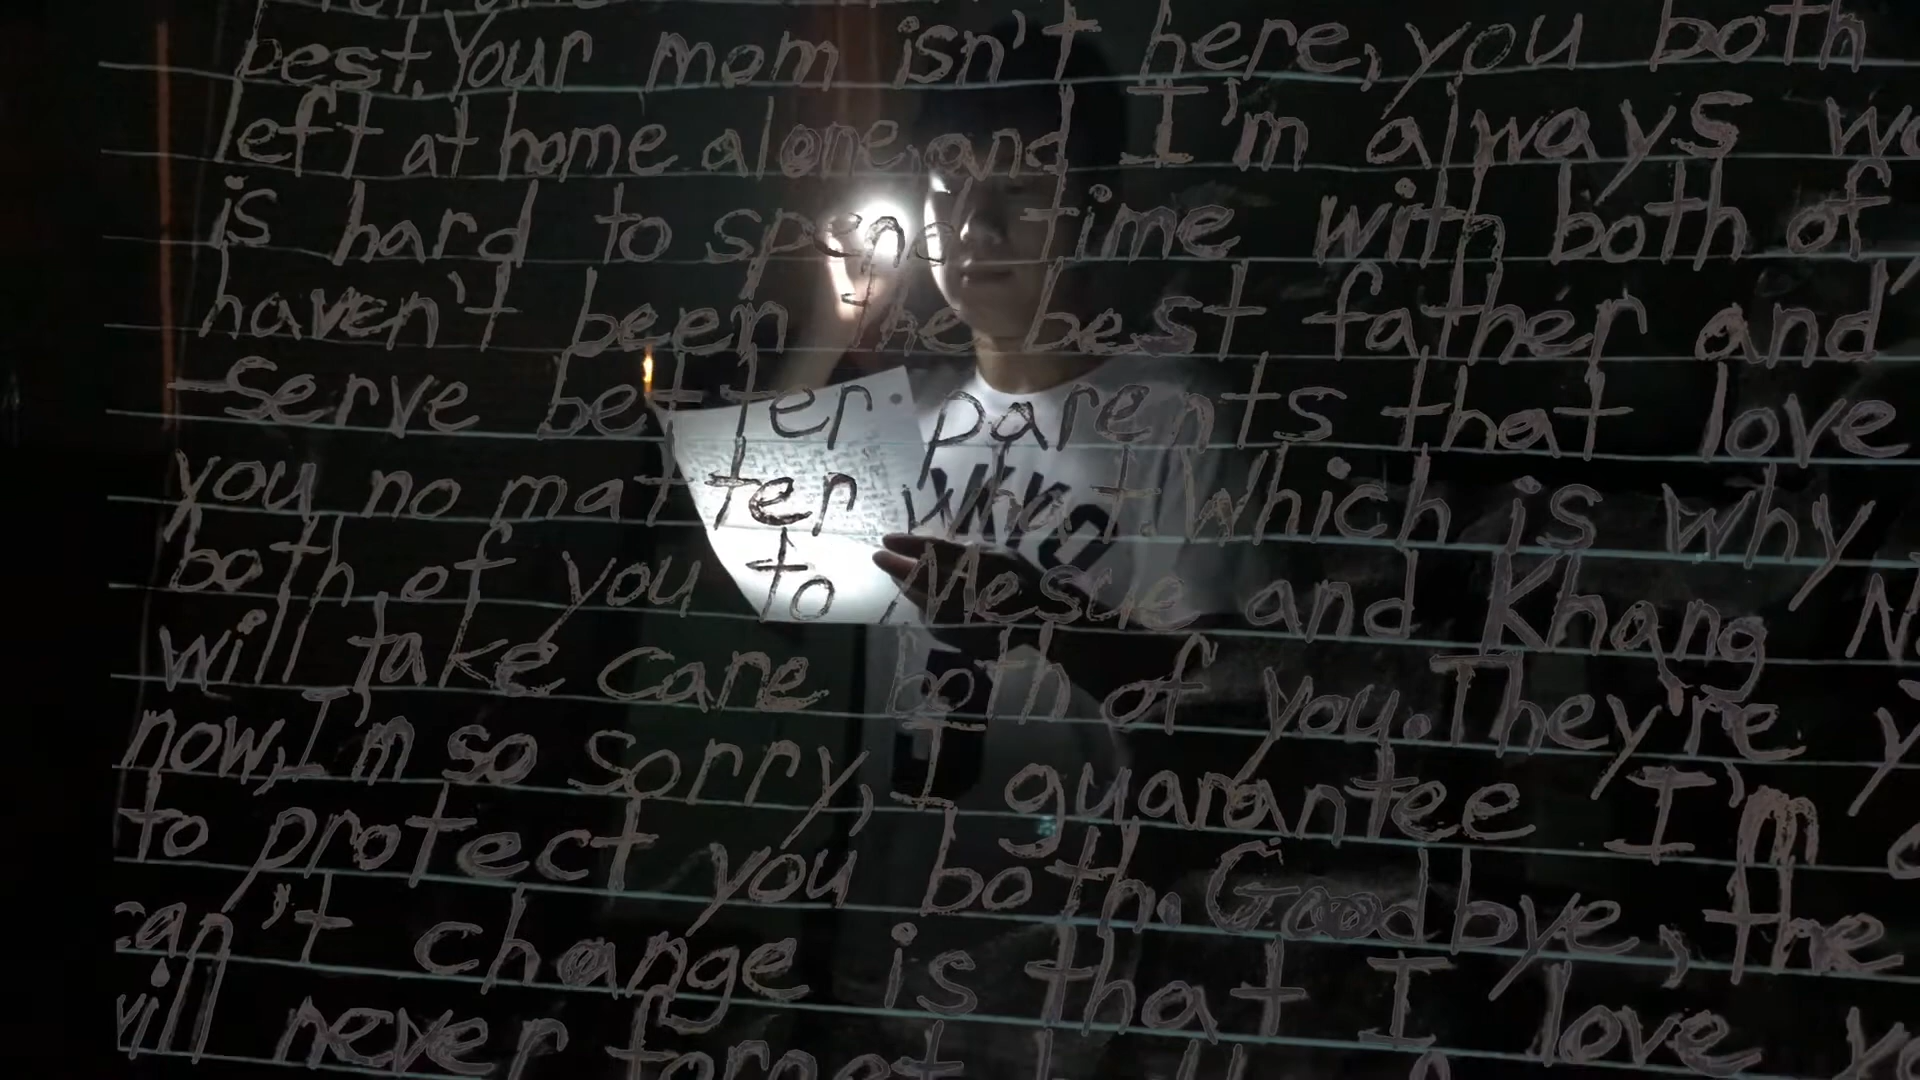 best. Your mom isn't here, you both
left at home alone, and I'm always
is hard to spend time with both of
haven't been the best father and
serve better parents that love
you no matter what. Which is why
both of you to Mesue and Khang
will take care both of you. They're
now, I'm so sorry, I guarantee I'm
to protect you both. Goodbye, the
can't change is that I love
will never forget